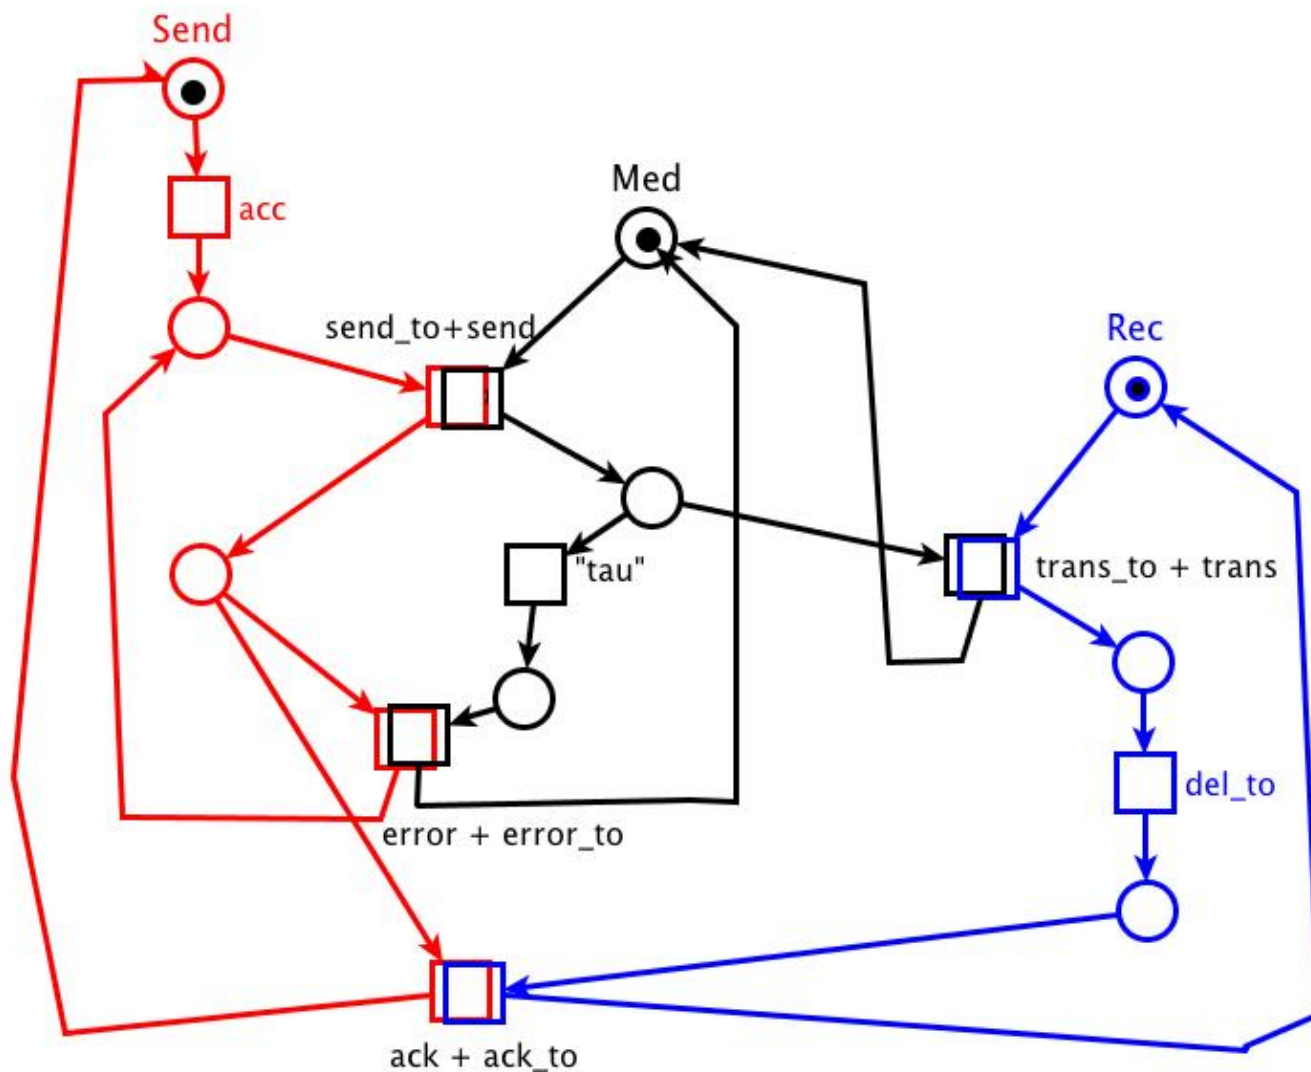 Send
acc
Med
send_to+send
Rec
"tau"
trans_to + trans
del_to
error + error_to
ack + ack_to